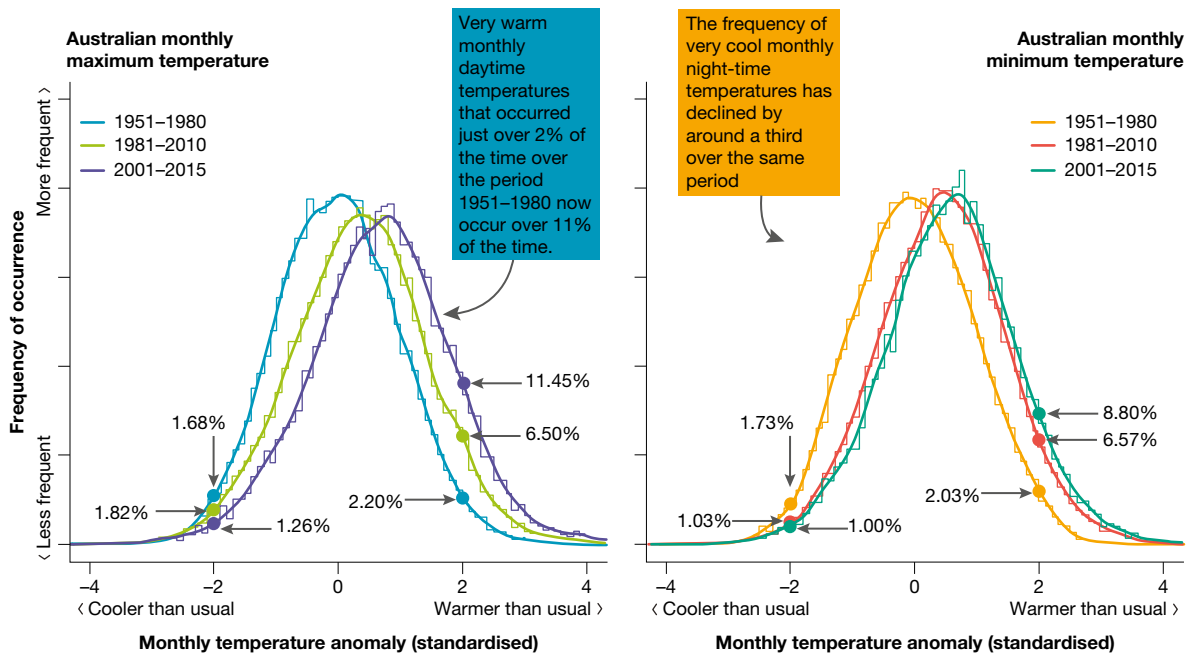 Australian monthly
maximum temperature
1951–1980
1981–2010
2001–2015
Very warm
monthly
daytime
temperatures
that occurred
just over 2% of
the time over
the period
1951–1980 now
occur over 11%
of the time.
Frequency of occurrence
‹ Less frequent
More frequent ›
1.68%
1.82%
1.26%
11.45%
6.50%
2.20%
–4
–2
0
2
4
‹ Cooler than usual
Warmer than usual ›
Monthly temperature anomaly (standardised)
The frequency of
very cool monthly
night-time
temperatures has
declined by
around a third
over the same
period
Australian monthly
minimum temperature
1951–1980
1981–2010
2001–2015
1.73%
1.03%
1.00%
8.80%
6.57%
2.03%
–4
–2
0
2
4
‹ Cooler than usual
Warmer than usual ›
Monthly temperature anomaly (standardised)